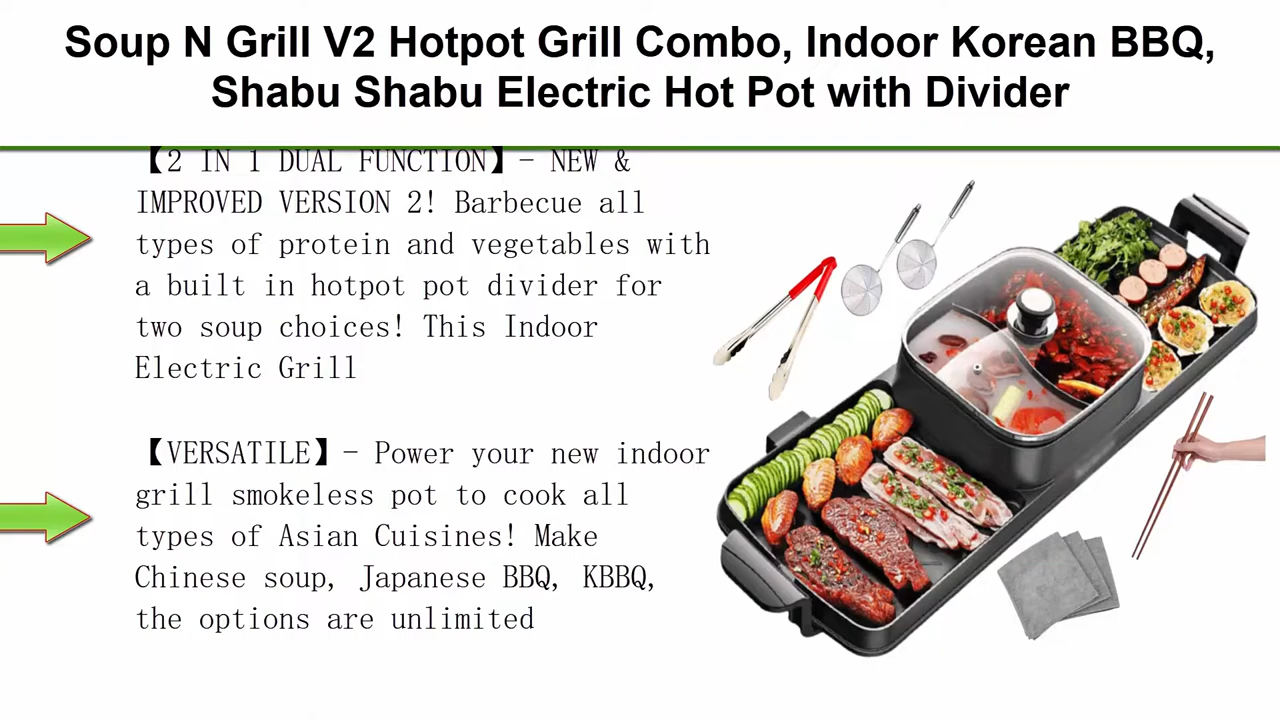 Soup N Grill V2 Hotpot Grill Combo, Indoor Korean BBQ,
Shabu Shabu Electric Hot Pot with Divider
【2 IN 1 DUAL FUNCTION】- NEW &
IMPROVED VERSION 2! Barbecue all
types of protein and vegetables with
a built in hotpot pot divider for
two soup choices! This Indoor
Electric Grill
【VERSATILE】- Power your new indoor
grill smokeless pot to cook all
types of Asian Cuisines! Make
Chinese soup, Japanese BBQ, KBBQ,
the options are unlimited